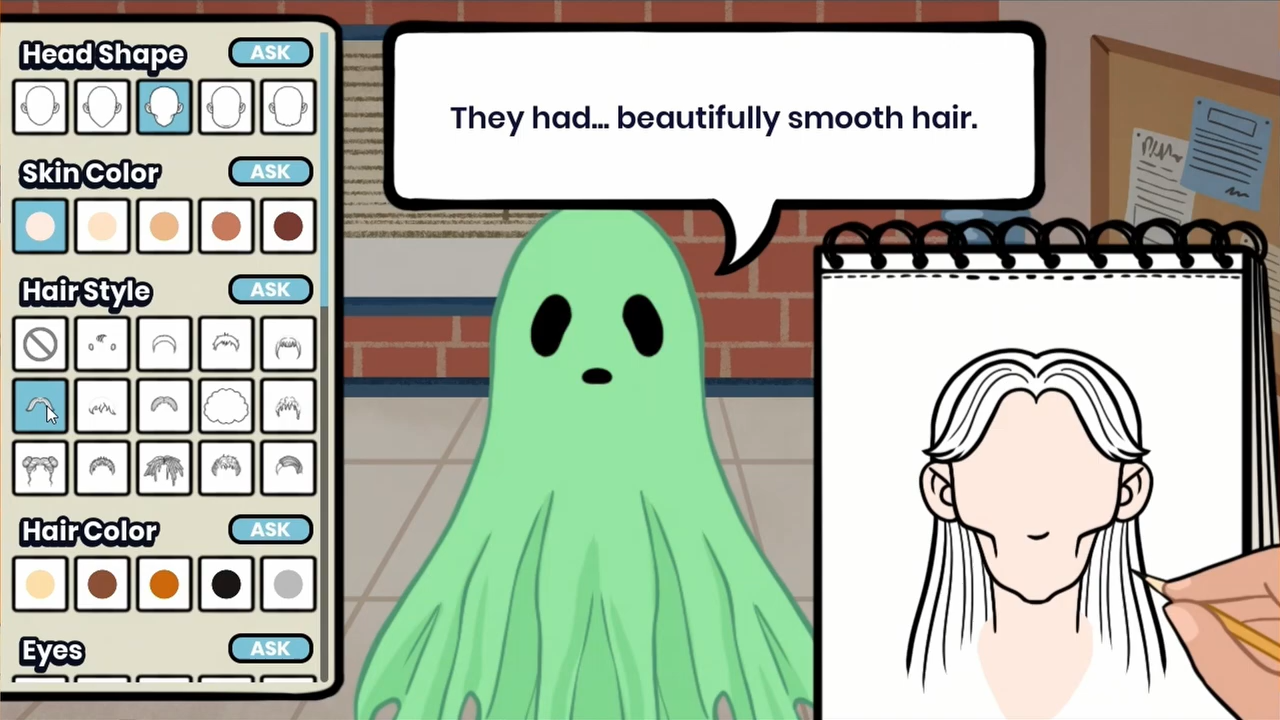 Head Shape
ASK
They had... beautifully smooth hair.
Skin Color
ASK
Hair Style
ASK
Hair Color
ASK
Eyes
ASK